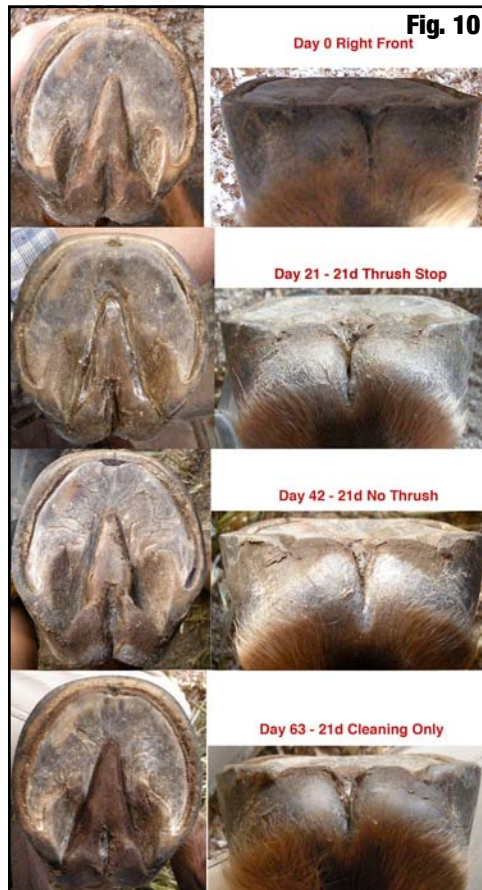 Fig. 10
Day 0 Right Front
Day 21 - 21d Thrush Stop
Day 42 - 21d No Thrush
Day 63 - 21d Cleaning Only